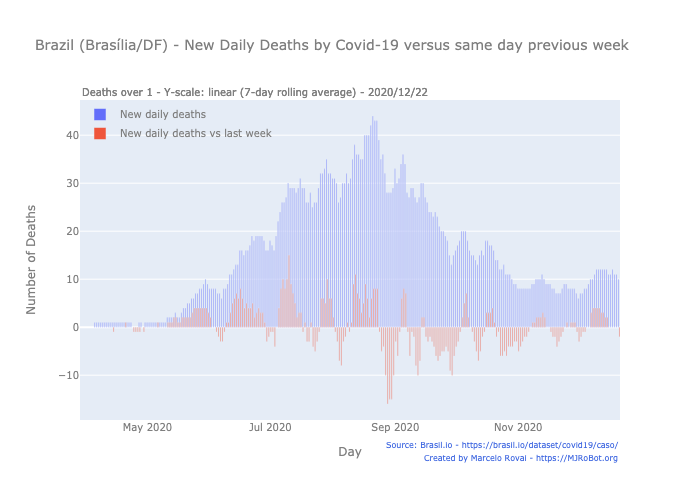 Brazil (Brasília/DF) - New Daily Deaths by Covid-19 versus same day previous week
Deaths over 1 - Y-scale: linear (7-day rolling average) - 2020/12/22
New daily deaths
New daily deaths vs last week
Number of Deaths
40
30
20
10
0
−10
May 2020 Jul 2020 Sep 2020 Nov 2020
Day
Source: Brasil.io - https://brasil.io/dataset/covid19/caso/
Created by Marcelo Rovai - https://MJRoBot.org